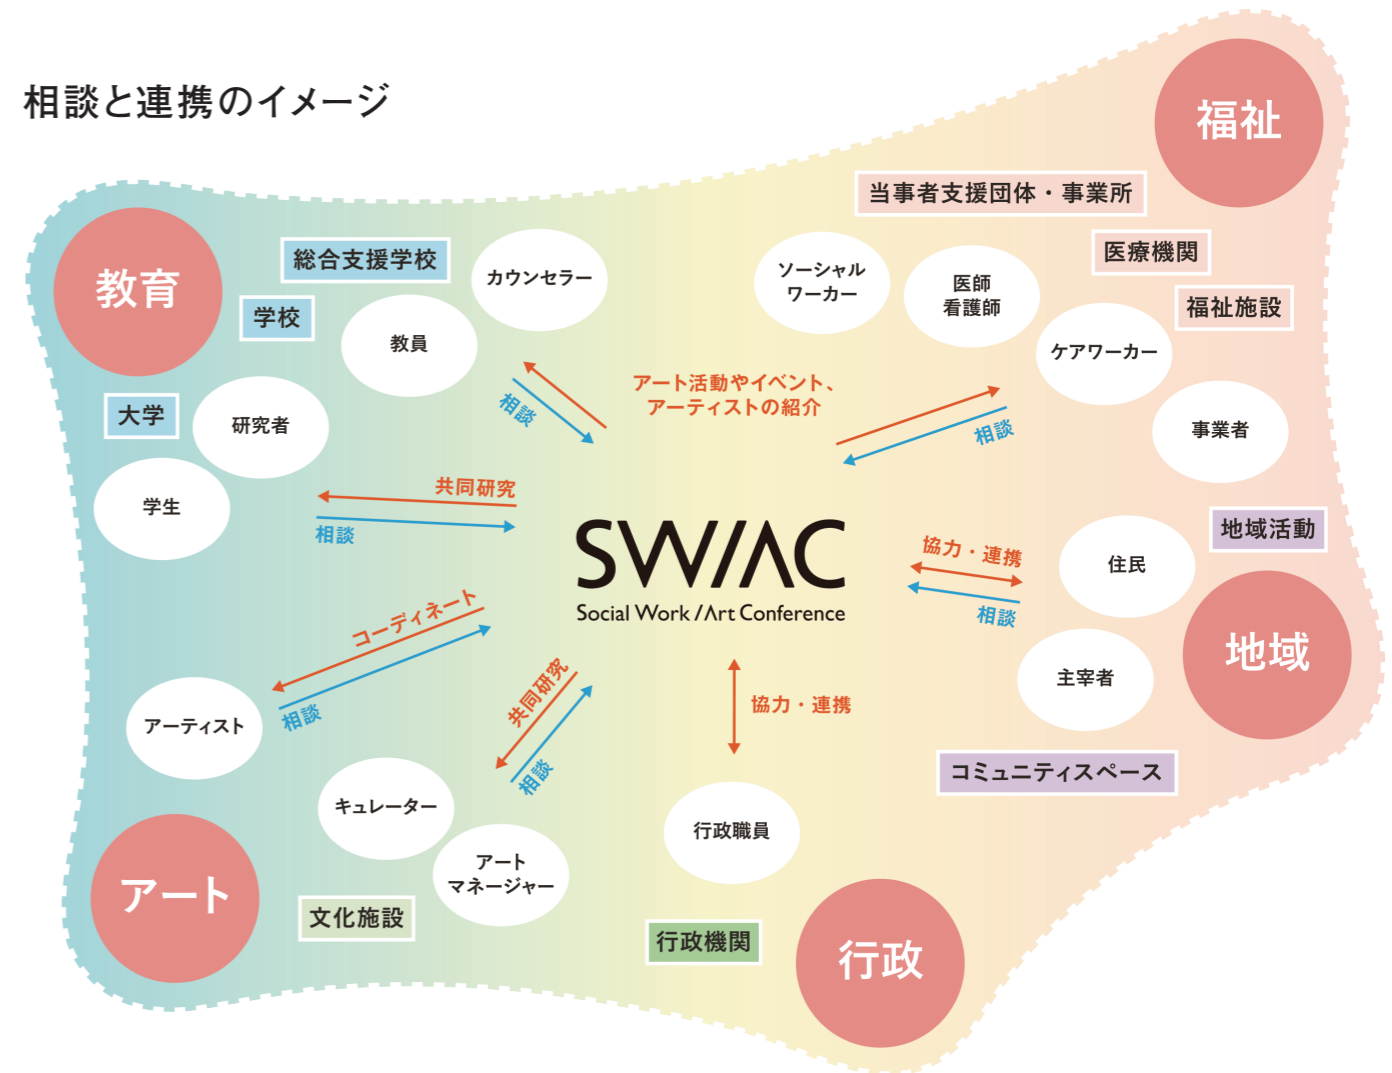 相談と連携のイメージ
福祉
当事者支援団体・事業所
医療機関
福祉施設
ソーシャル
ワーカー
医師
看護師
ケアワーカー
事業者
教育
総合支援学校
学校
大学
カウンセラー
教員
研究者
学生
アート活動やイベント、
アーティストの紹介
相談
相談
共同研究
相談
SW/AC
Social Work /Art Conference
協力・連携
相談
住民
主宰者
地域活動
地域
コミュニティスペース
コーディネート
相談
共同研究
相談
協力・連携
アーティスト
キュレーター
アート
マネージャー
アート
文化施設
行政職員
行政機関
行政